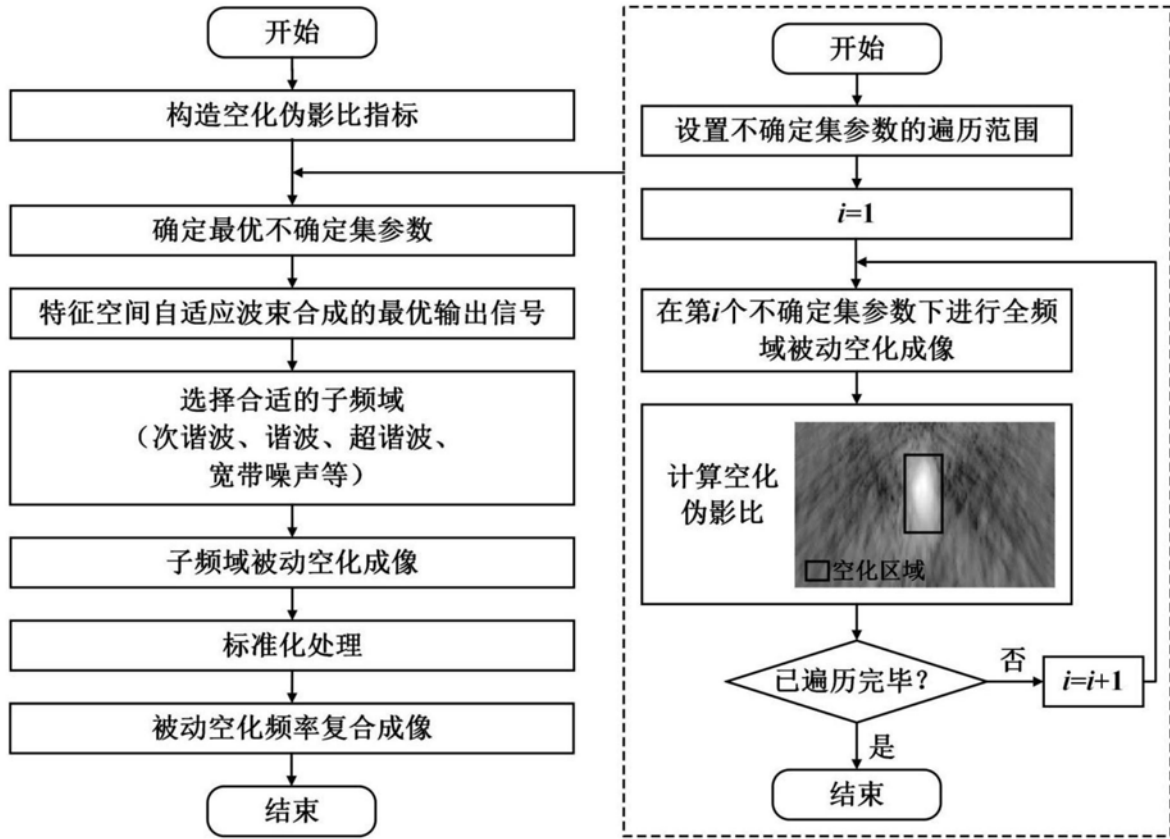 开始
构造空化伪影比指标
确定最优不确定集参数
特征空间自适应波束合成的最优输出信号
选择合适的子频域
（次谐波、谐波、超谐波、
宽带噪声等）
子频域被动空化成像
标准化处理
被动空化频率复合成像
结束
开始
设置不确定集参数的遍历范围
i=1
在第i个不确定集参数下进行全频
域被动空化成像
计算空化
伪影比
空化区域
已遍历完毕？
否
i=i+1
是
结束